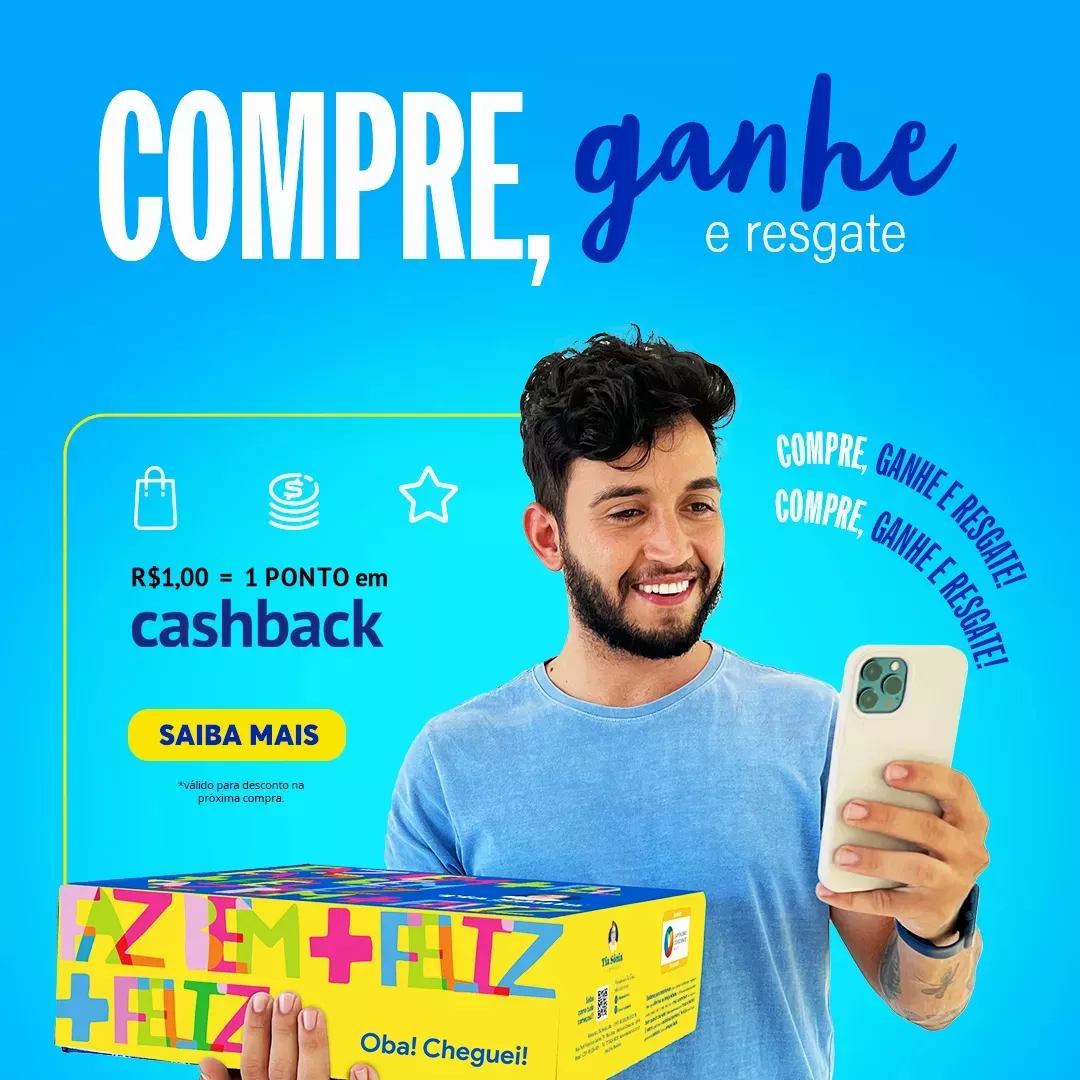 COMPRE, ganhe
e resgate
COMPRE, GANHE E RESGATE!
COMPRE, GANHE E RESGATE!
R$1,00 = 1 PONTO em
cashback
SAIBA MAIS
*válido para desconto na
próxima compra.
FAZ BEM + FELIZ
+ FELIZ
Tia Sônia
Oba! Cheguei!